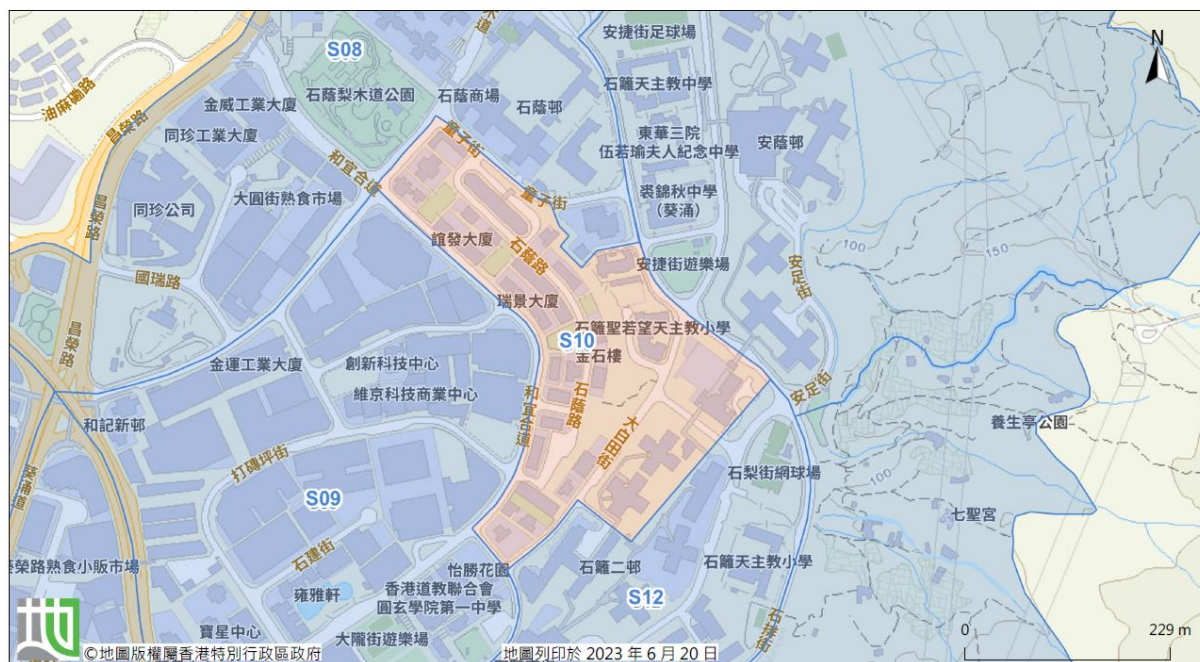 S08
安捷街足球場
N
油麻磡路
昌榮路
金威工業大廈
石蔭梨木道公園
石蔭商場
木道
石蔭邨
石籬天主教中學
同珍工業大廈
童子街
東華三院
伍若瑜夫人紀念中學
安蔭邨
和宜合道
大圓街熟食市場
童子街
裘錦秋中學
(葵涌)
同珍公司
昌榮路
誼發大廈
石蔭路
安捷街遊樂場
安足街
100
150
國瑞路
瑞景大廈
石籬聖若望天主教小學
S10
金石樓
昌榮路
金運工業大廈
創新科技中心
維京科技商業中心
和宜合道
石蔭路
大白田街
安足街
養生亭公園
和記新邨
打磚坪街
石梨街網球場
100
葵涌道
S09
七聖宮
石建街
怡勝花園
石籬二邨
石籬天主教小學
榮路熟食小販市場
雍雅軒
香港道教聯合會
圓玄學院第一中學
S12
寶星中心
大隴街遊樂場
0
229 m
©地圖版權屬香港特別行政區政府
地圖列印於 2023 年 6 月 20 日